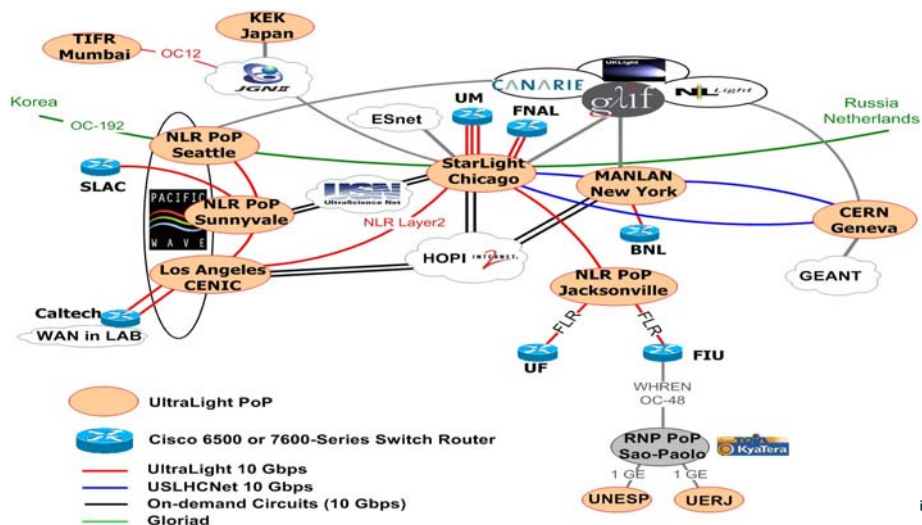 TIFR
Mumbai
OC12
KEK
Japan
JGNII
CANARIE
UKLight
glif
NLLight
Korea
OC-192
ESnet
UM
FNAL
Russia
Netherlands
NLR PoP
Seattle
StarLight
Chicago
MANLAN
New York
SLAC
PACIFIC
WAVE
NLR PoP
Sunnyvale
USN
UltraScience Net
NLR Layer2
CERN
Geneva
HOPI INTERNET 2
BNL
Los Angeles
CENIC
NLR PoP
Jacksonville
GEANT
Caltech
WAN in LAB
FLR
FLR
UF
FIU
WHREN
OC-48
RNP PoP
Sao-Paolo
KyaTera
1 GE
1 GE
UNESP
UERJ
UltraLight PoP
Cisco 6500 or 7600-Series Switch Router
UltraLight 10 Gbps
USLHCNet 10 Gbps
On-demand Circuits (10 Gbps)
Gloriad